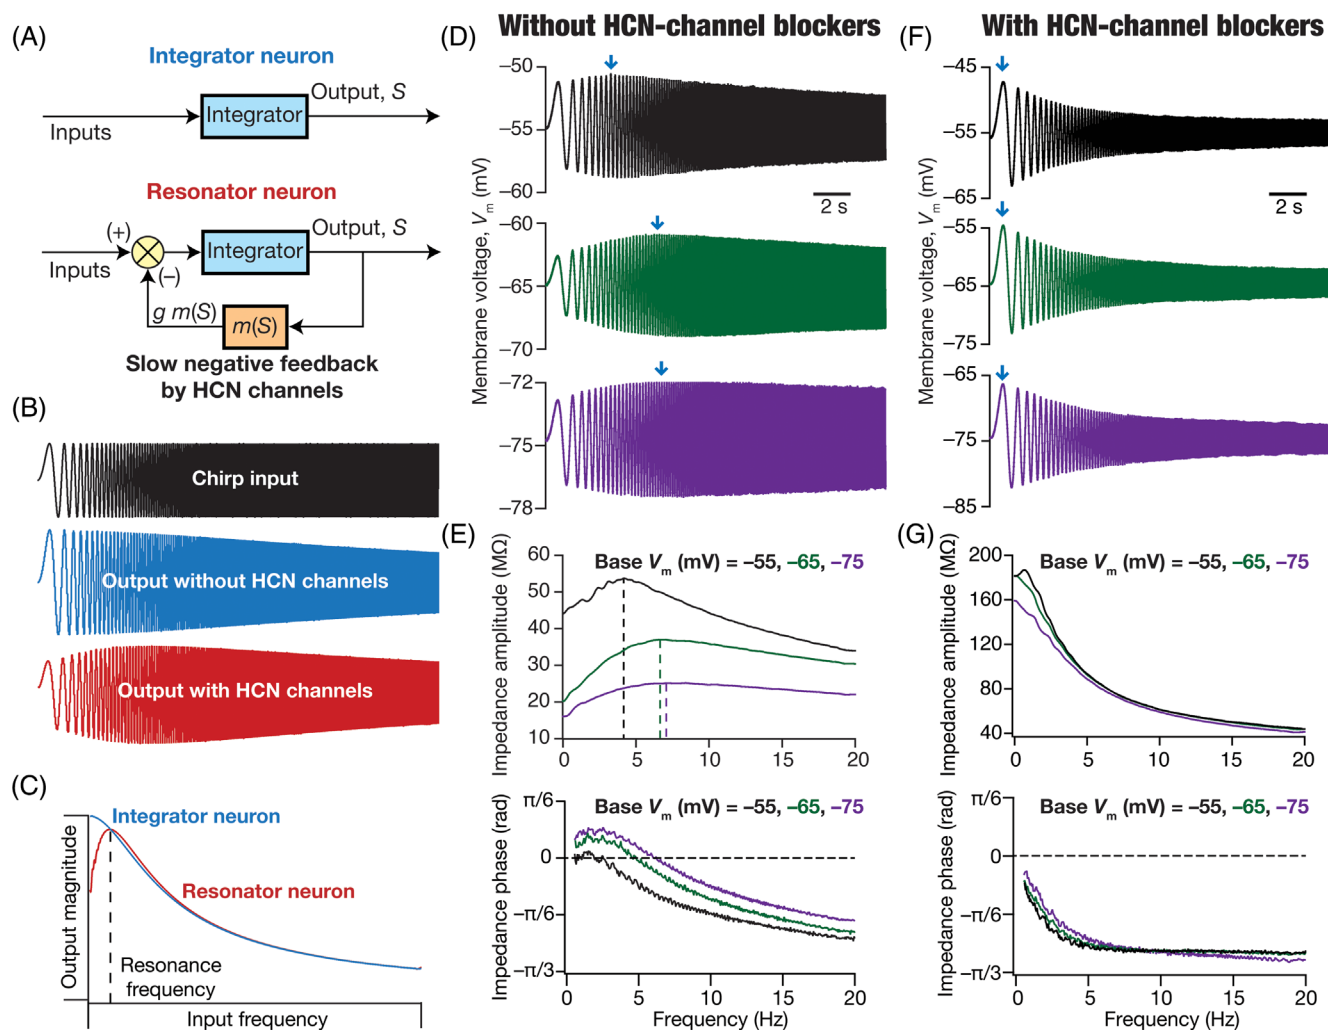 (A)
Integrator neuron
Inputs
Integrator
Output, S
Resonator neuron
(+)
Inputs
(–)
Integrator
Output, S
g m(S)
m(S)
Slow negative feedback
by HCN channels
(B)
Chirp input
Output without HCN channels
Output with HCN channels
(C)
Integrator neuron
Resonator neuron
Resonance
frequency
Output magnitude
Input frequency
(D)
Without HCN-channel blockers
–50
–55
–60
2 s
–60
–65
–70
–72
–75
–78
Membrane voltage, Vm (mV)
(E)
Base Vm (mV) = –55, –65, –75
60
50
40
30
20
10
0
5
10
15
20
Impedance amplitude (MΩ)
Base Vm (mV) = –55, –65, –75
π/6
0
–π/6
–π/3
0
5
10
15
20
Impedance phase (rad)
Frequency (Hz)
(F)
With HCN-channel blockers
–45
–55
–65
2 s
–55
–65
–75
–65
–75
–85
Membrane voltage, Vm (mV)
(G)
Base Vm (mV) = –55, –65, –75
200
160
120
80
40
0
5
10
15
20
Impedance amplitude (MΩ)
Base Vm (mV) = –55, –65, –75
π/6
0
–π/6
–π/3
0
5
10
15
20
Impedance phase (rad)
Frequency (Hz)